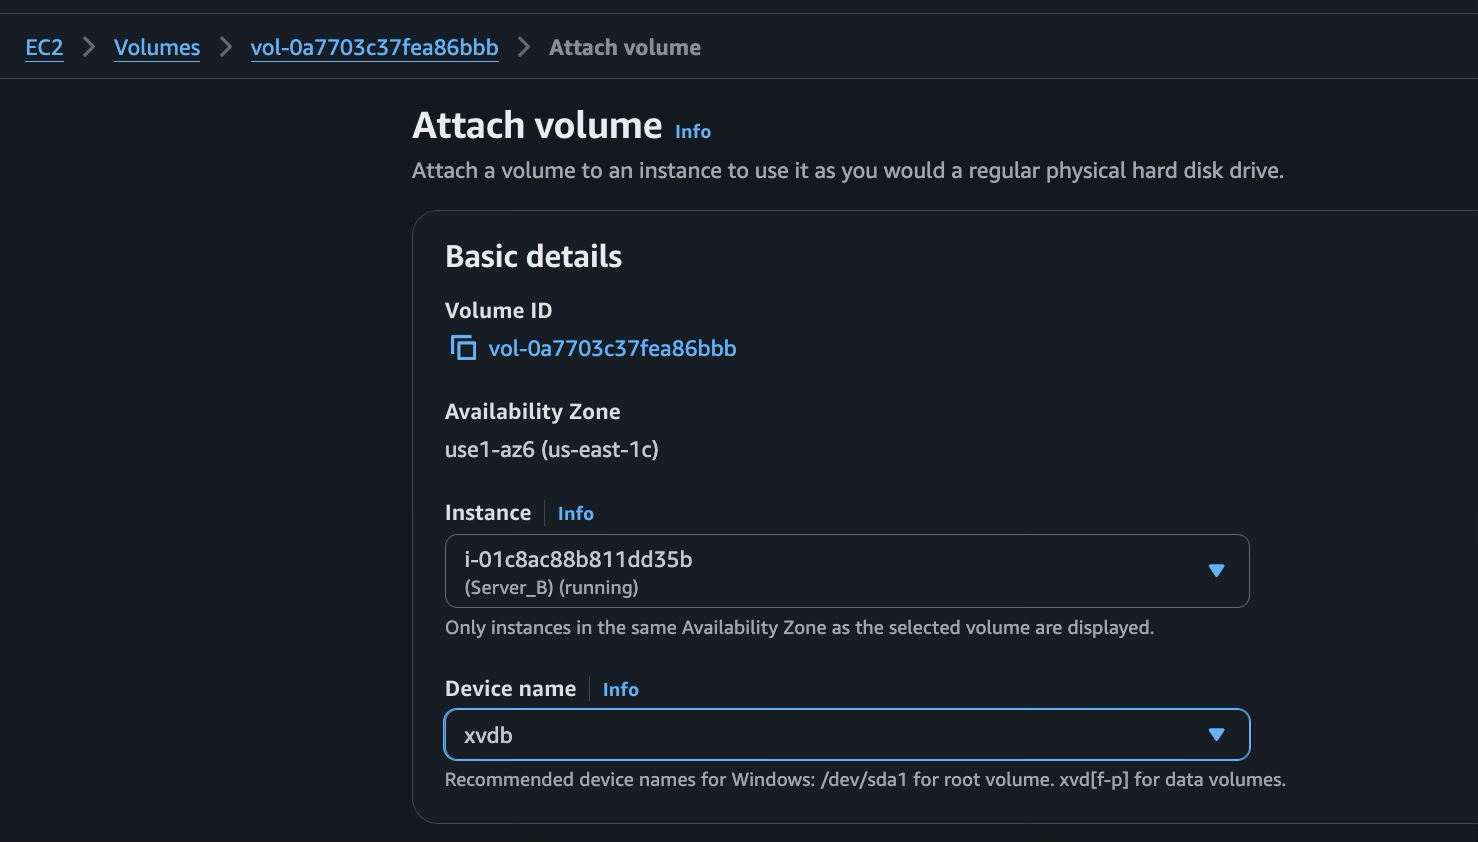 EC2 > Volumes > vol-0a7703c37fea86bbb > Attach volume
Attach volume Info
Attach a volume to an instance to use it as you would a regular physical hard disk drive.
Basic details
Volume ID
vol-0a7703c37fea86bbb
Availability Zone
use1-az6 (us-east-1c)
Instance | Info
i-01c8ac88b811dd35b
(Server_B) (running)
Only instances in the same Availability Zone as the selected volume are displayed.
Device name | Info
xvdb
Recommended device names for Windows: /dev/sda1 for root volume. xvd[f-p] for data volumes.